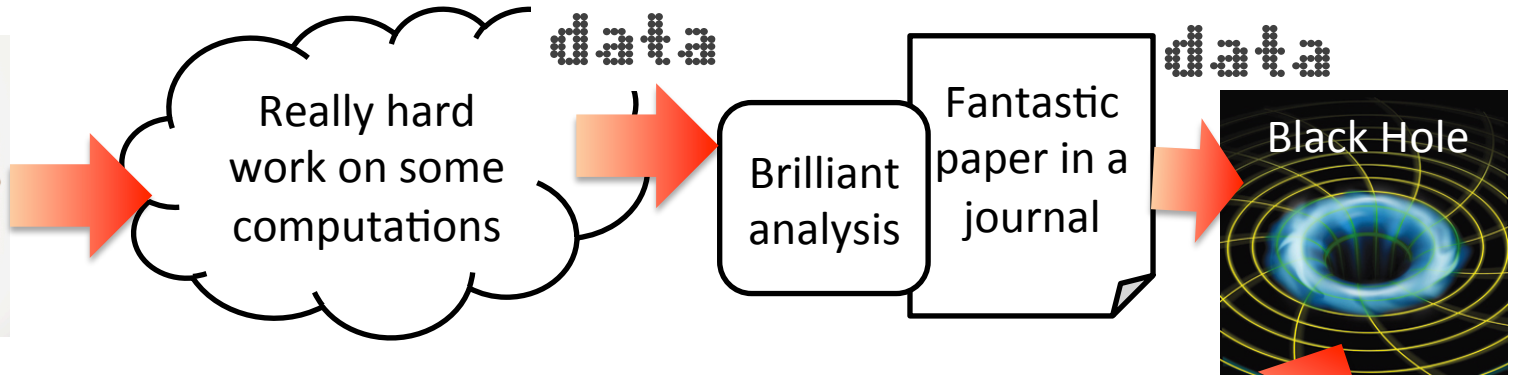 data
data
Really hard
work on some
computations
Brilliant
analysis
Fantastic
paper in a
journal
Black Hole